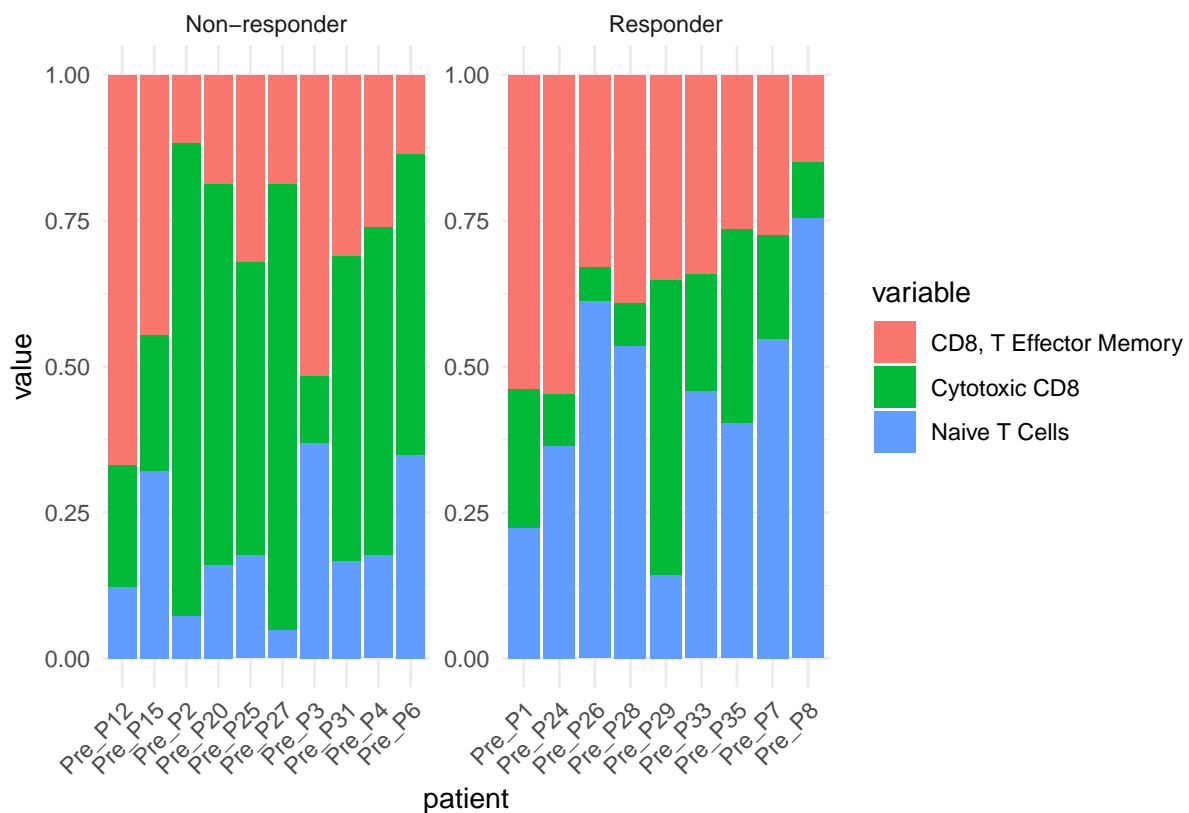 Non−responder
Responder
value
1.00
0.75
0.50
0.25
0.00
1.00
0.75
0.50
0.25
0.00
Pre_P12
Pre_P15
Pre_P2
Pre_P20
Pre_P25
Pre_P27
Pre_P3
Pre_P31
Pre_P4
Pre_P6
Pre_P1
Pre_P24
Pre_P26
Pre_P28
Pre_P29
Pre_P33
Pre_P35
Pre_P7
Pre_P8
patient
variable
CD8, T Effector Memory
Cytotoxic CD8
Naive T Cells